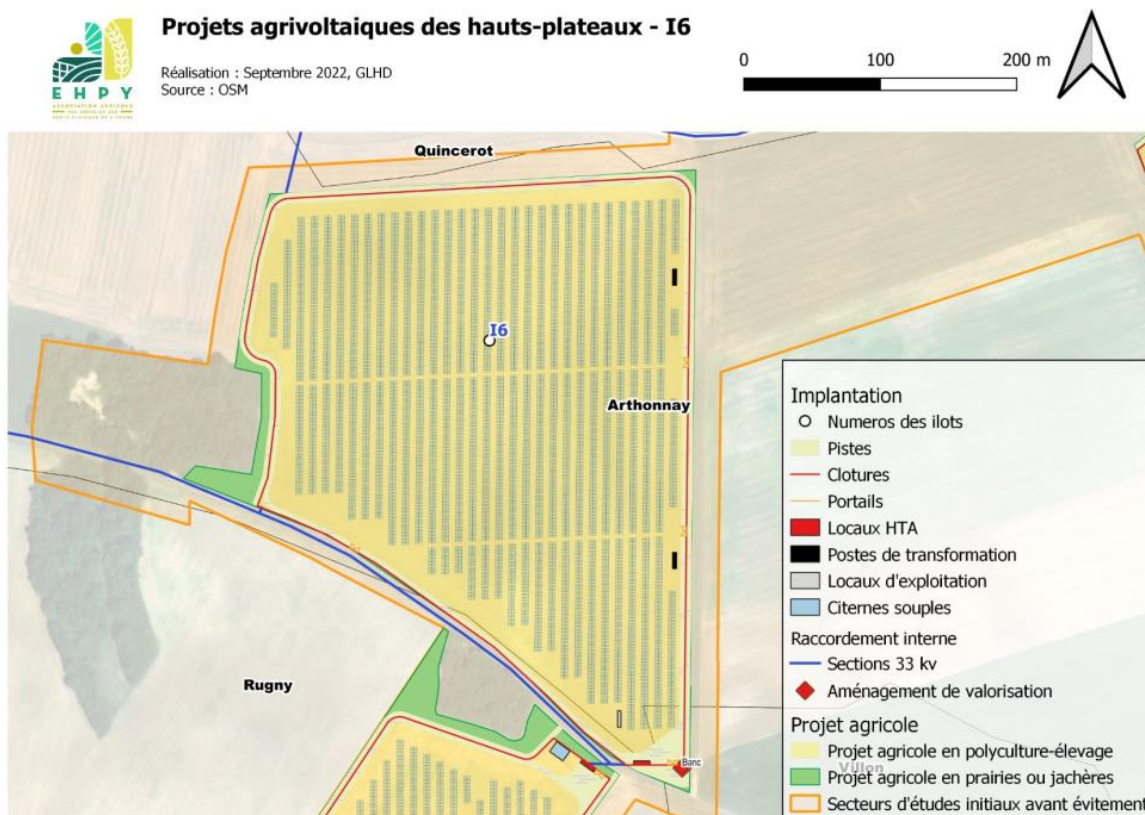 Projets agrivoltaiques des hauts-plateaux - I6
Réalisation : Septembre 2022, GLHD
Source : OSM
EHPY
ASSOCIATION AGRICOLE
0 100 200 m
Quincerot
I6
Arthonnay
Rugny
Banc
Villon
Implantation
Numeros des ilots
Pistes
Clotures
Portails
Locaux HTA
Postes de transformation
Locaux d'exploitation
Citernes souples
Raccordement interne
Sections 33 kv
Aménagement de valorisation
Projet agricole
Projet agricole en polyculture-élevage
Projet agricole en prairies ou jachères
Secteurs d'études initiaux avant évitement